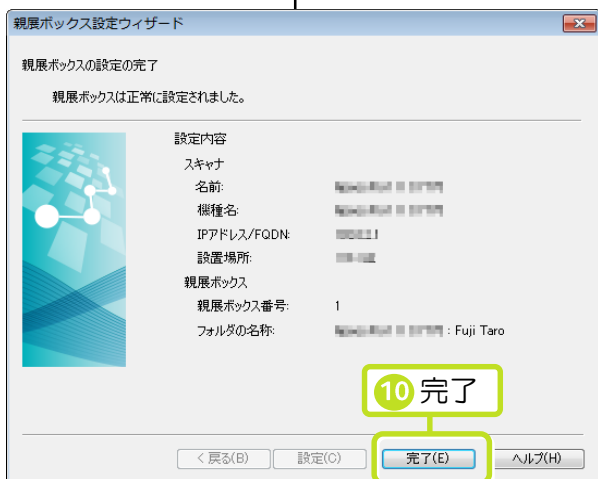 親展ボックス設定ウィザード
親展ボックスの設定の完了
親展ボックスは正常に設定されました。
設定内容
スキャナ
名前:
機種名:
IPアドレス/FQDN:
設置場所:
親展ボックス
親展ボックス番号: 1
フォルダの名称: : Fuji Taro
10 完了
< 戻る(B) 設定(C) 完了(E) ヘルプ(H)